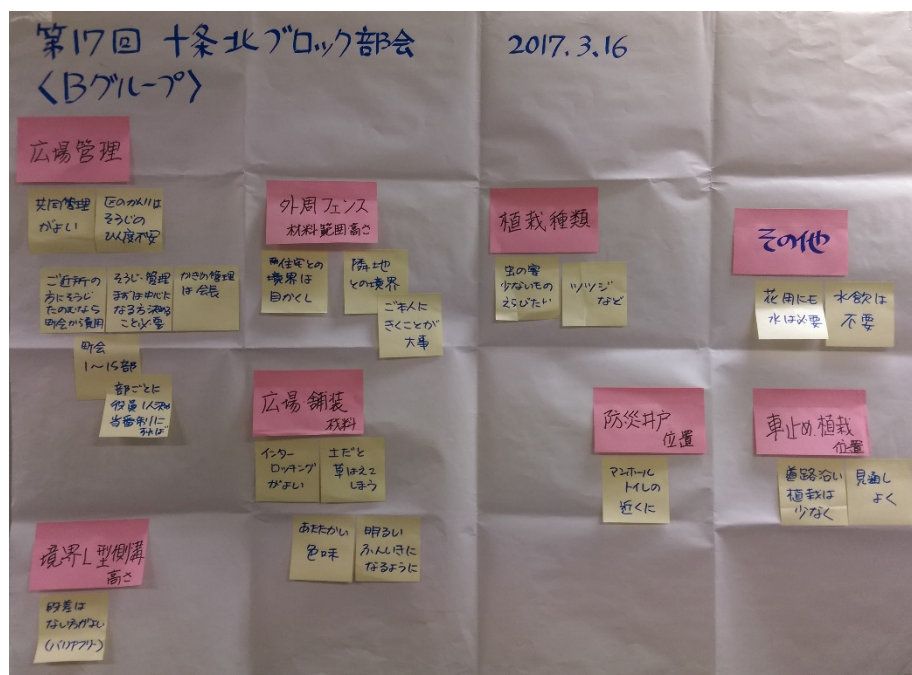 第17回 十条北ブロック部会
2017.3.16
〈Bグループ〉
広場管理
共同管理
がよい
区のかんりは
そうじの
ひん度不安
ご近所の
方にそうじ
たのむなら
町会から費用
そうじ・管理
まずは中心に
なる方決める
こと必要
かぎの管理
は会長
町会
1〜15部
部ごとに
役員1人決め
当番制に
すれば
境界L型側溝
高さ
段差は
ない方がよい
(バリアフリー)
外周フェンス
材料範囲高さ
住宅との
境界は
目かくし
隣地
との境界
ご本人に
きくことが
大事
広場舗装
材料
インター
ロッキング
がよい
土だと
草はえて
しまう
あたたかい
色味
明るい
ふんいきに
なるように
植栽種類
虫の害
少ないもの
えらびたい
ツツジ
など
防災井戸
位置
マンホール
トイレの
近くに
その他
花用にも
水は必要
水飲は
不要
車止め、植栽
位置
道路沿い
植栽は
少なく
見通し
よく